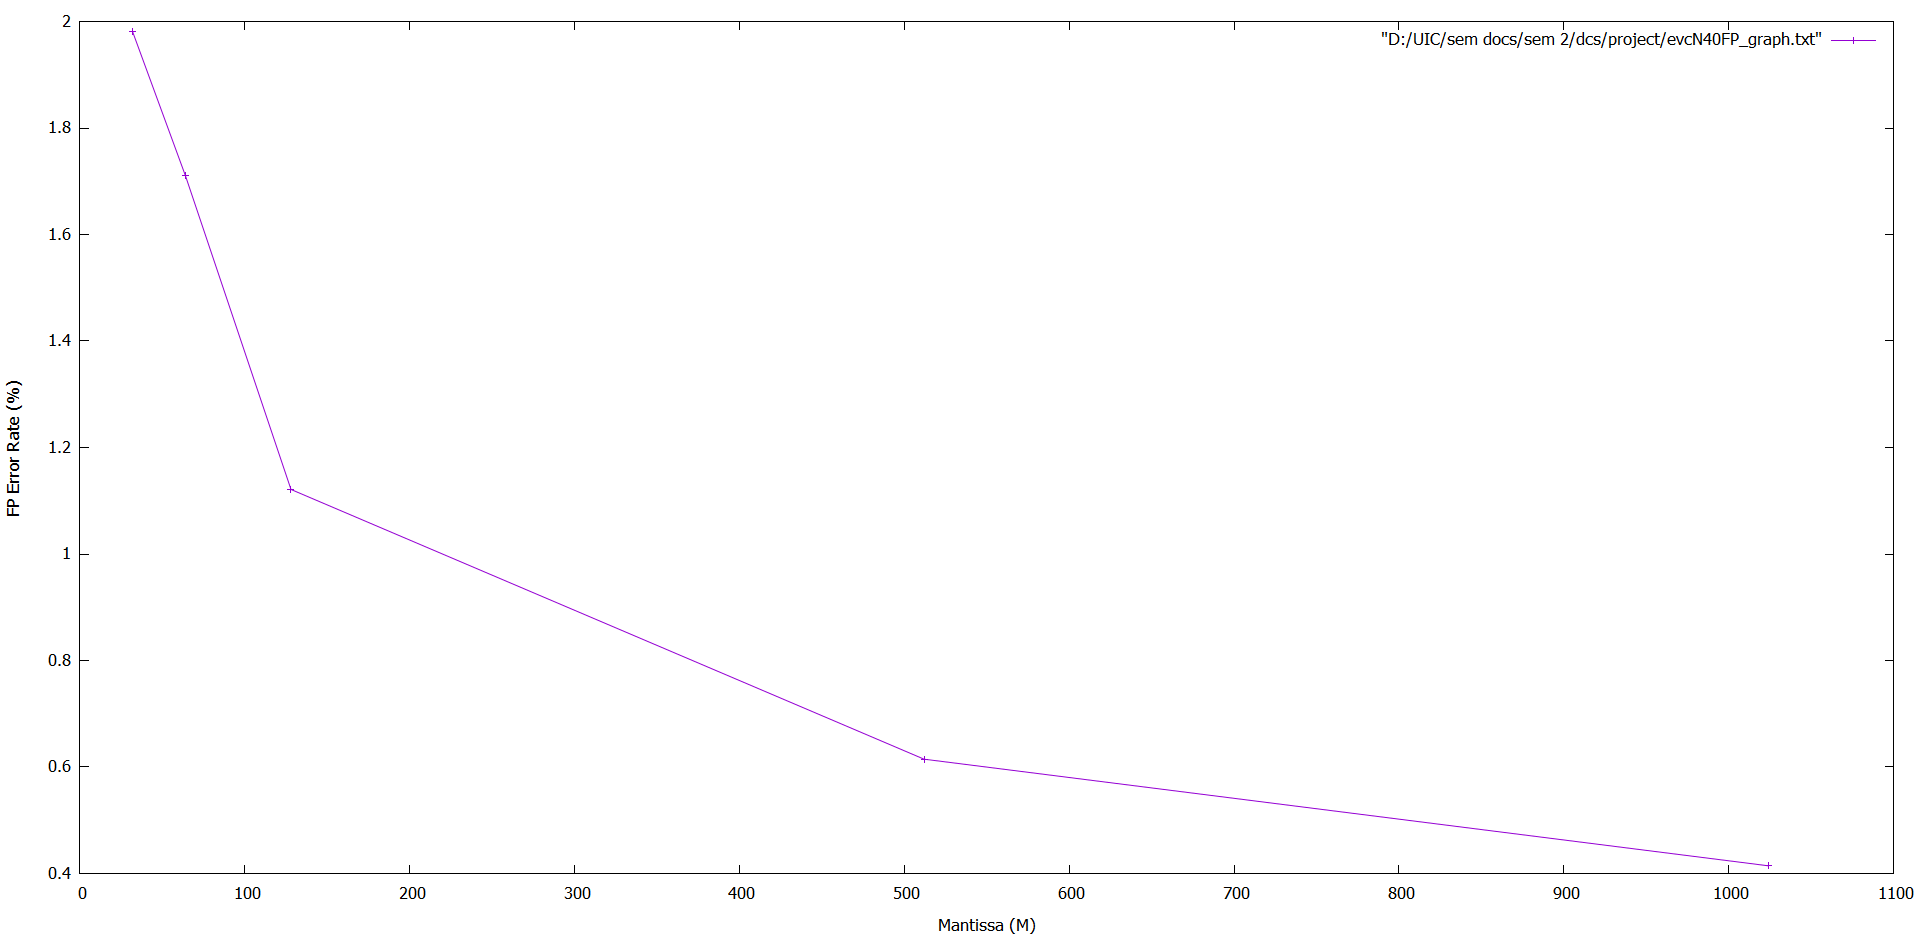 "D:/UIC/sem docs/sem 2/dcs/project/evcN40FP_graph.txt"
2
1.8
1.6
1.4
1.2
1
0.8
0.6
0.4
FP Error Rate (%)
0 100 200 300 400 500 600 700 800 900 1000 1100
Mantissa (M)